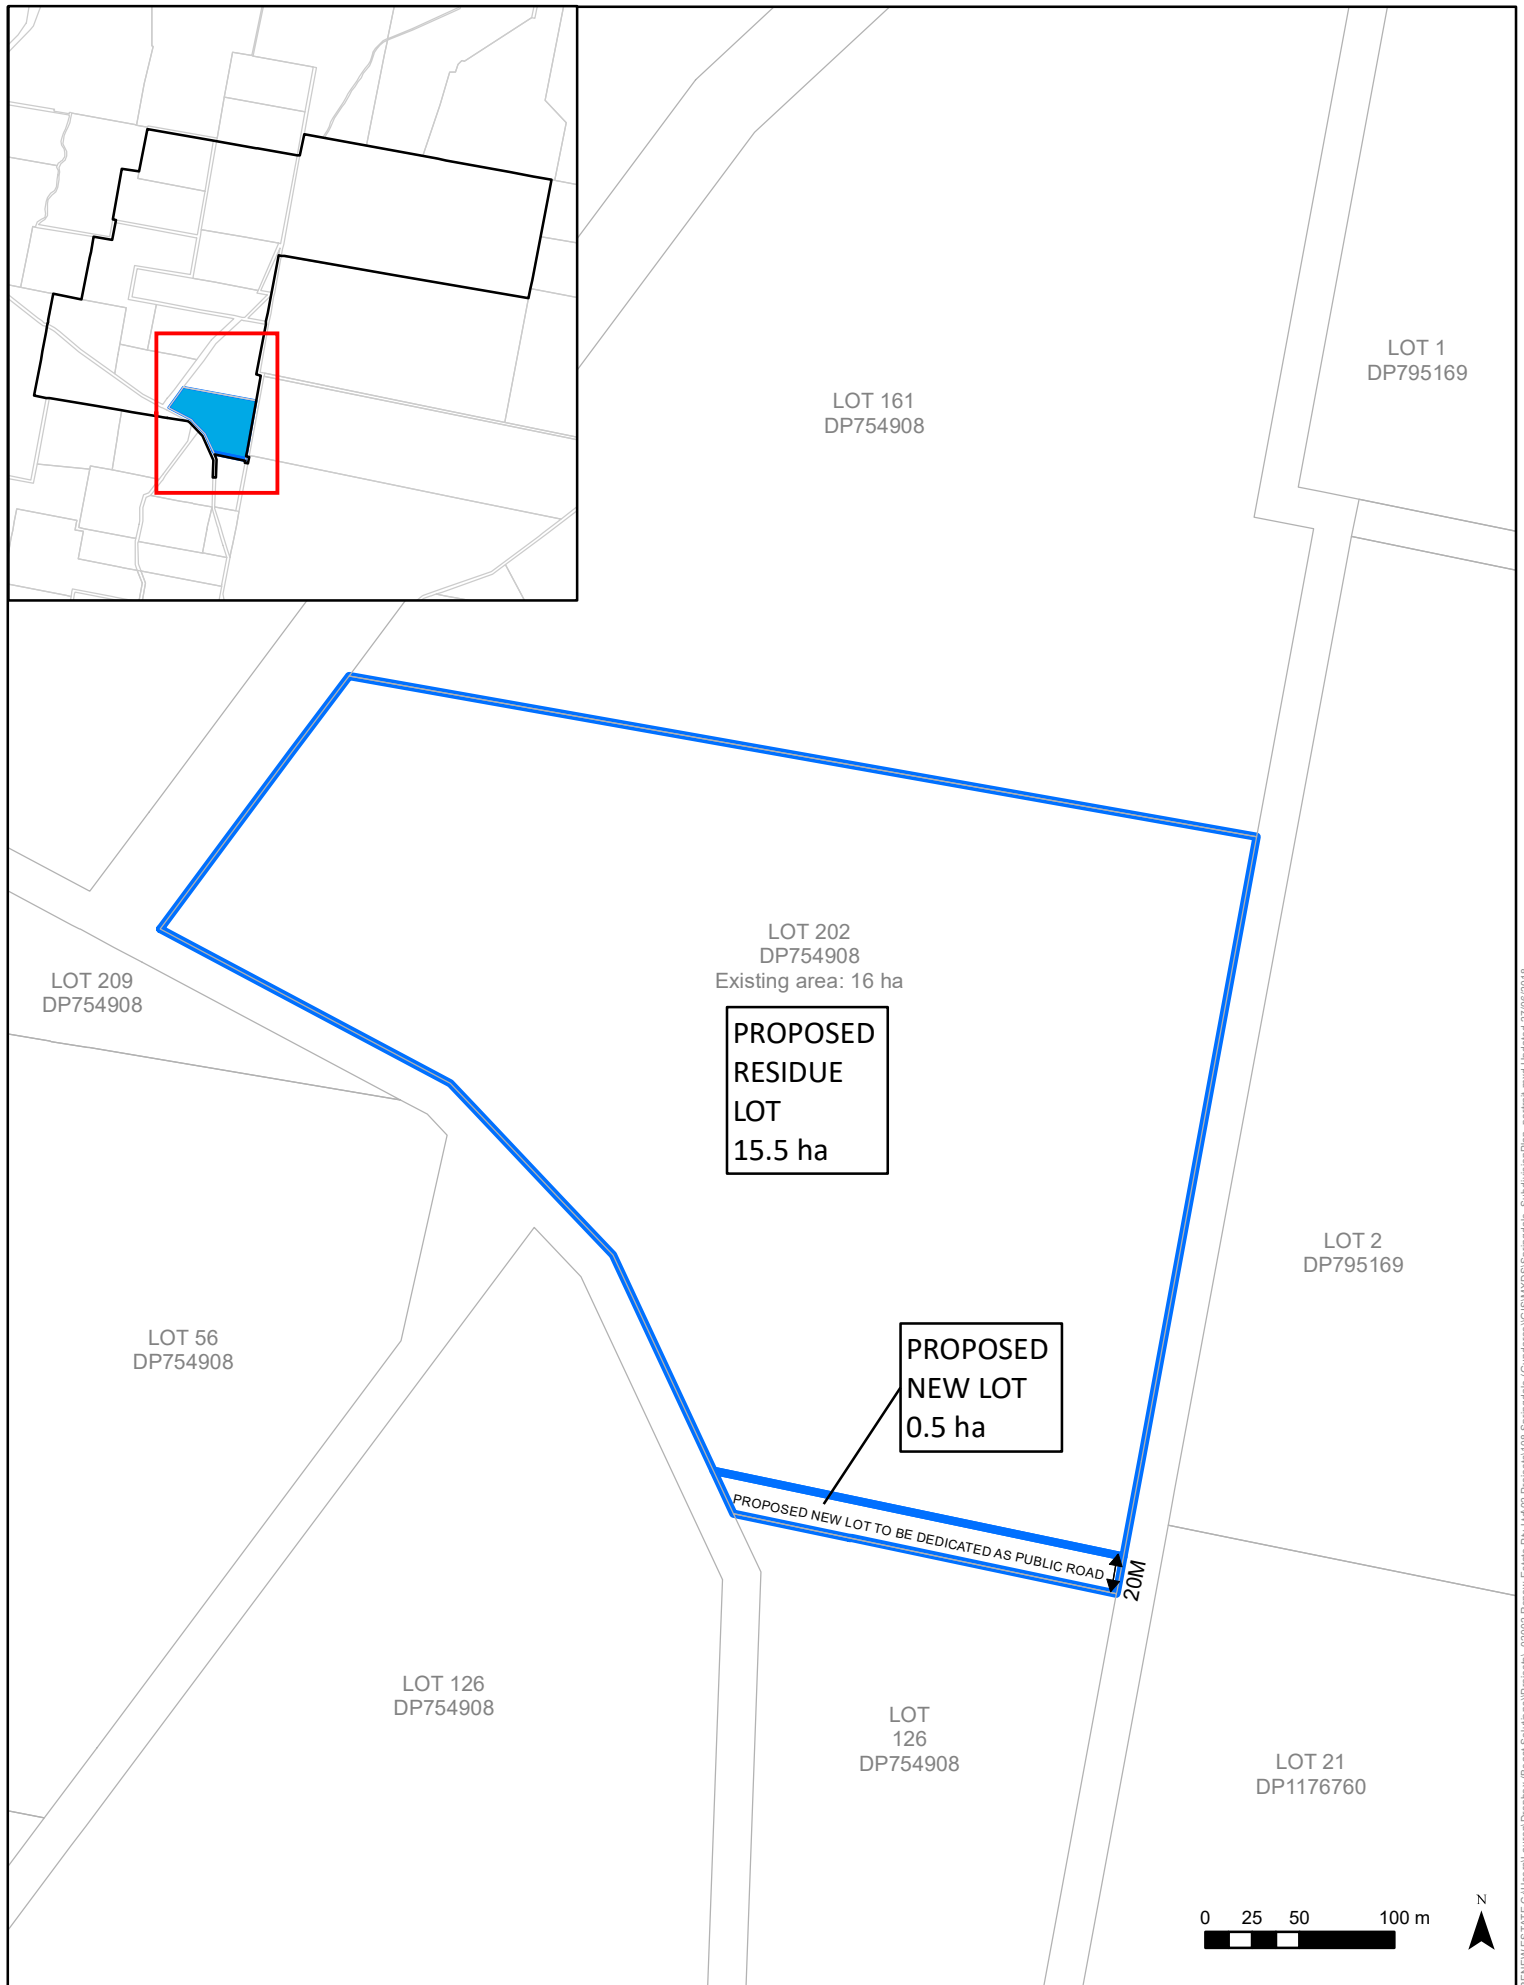 LOT 1
DP795169
LOT 161
DP754908
LOT 202
DP754908
Existing area: 16 ha
LOT 209
DP754908
PROPOSED
RESIDUE
LOT
15.5 ha
LOT 2
DP795169
LOT 56
DP754908
PROPOSED
NEW LOT
0.5 ha
PROPOSED NEW LOT TO BE DEDICATED AS PUBLIC ROAD
20M
LOT 126
DP754908
LOT
126
DP754908
LOT 21
DP1176760
0 25 50 100 m
N